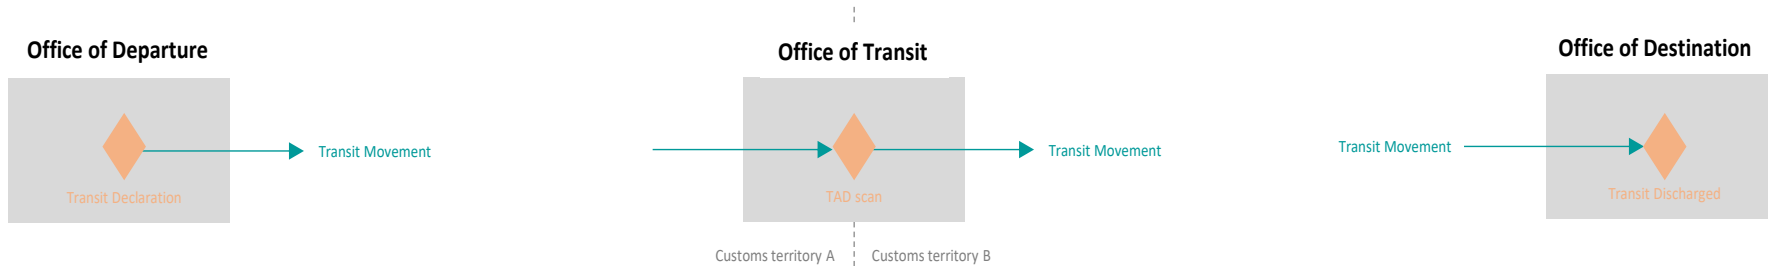 Office of Departure
Office of Transit
Office of Destination
Transit Movement
Transit Movement
Transit Movement
Transit Declaration
TAD scan
Transit Discharged
Customs territory A
Customs territory B